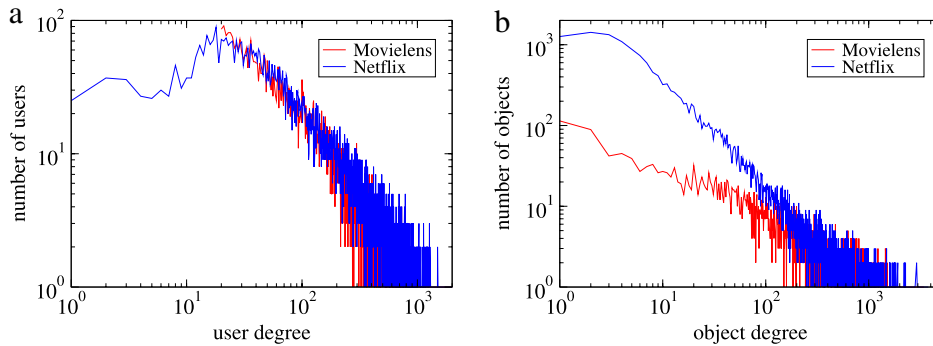 a
number of users
10^2
10^1
10^0
Movielens
Netflix
10^0
10^1
10^2
10^3
user degree
b
number of objects
10^3
10^2
10^1
10^0
Movielens
Netflix
10^0
10^1
10^2
10^3
object degree